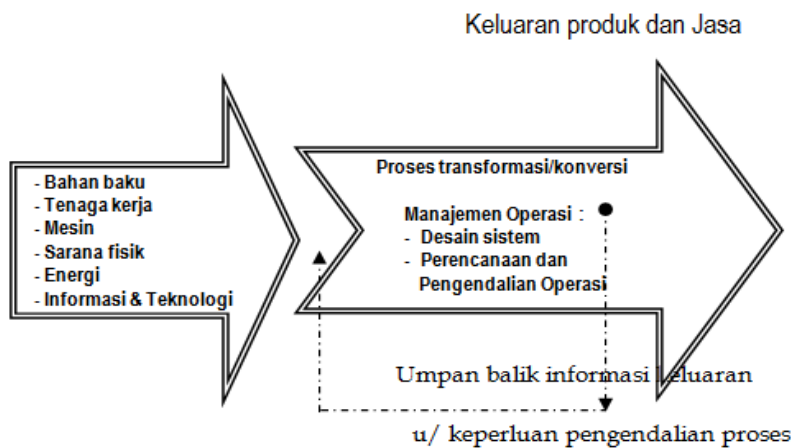 Keluaran produk dan Jasa
- Bahan baku
- Tenaga kerja
- Mesin
- Sarana fisik
- Energi
- Informasi & Teknologi
Proses transformasi/konversi
Manajemen Operasi :
- Desain sistem
- Perencanaan dan
Pengendalian Operasi
Umpan balik informasi keluaran
u/ keperluan pengendalian proses